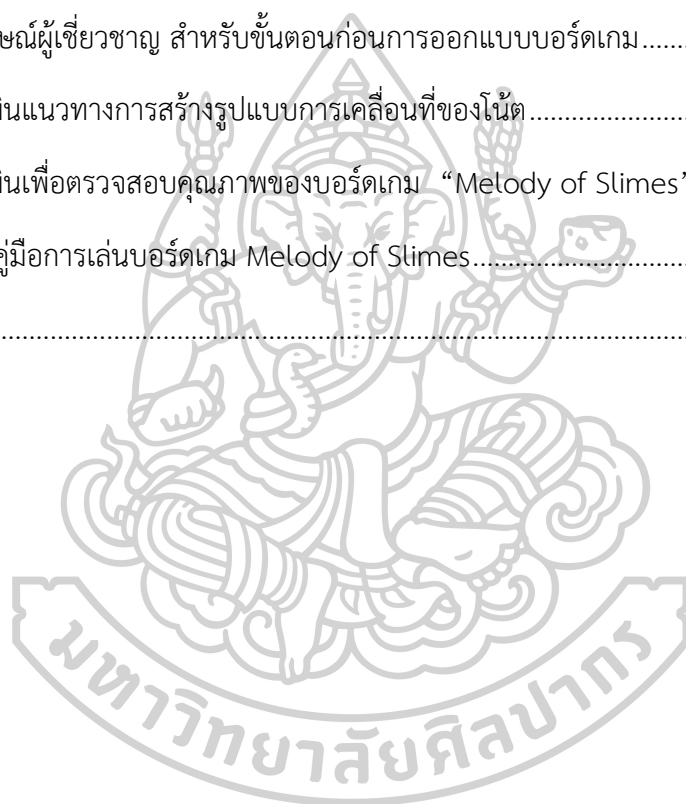 ษณ์ผู้เชี่ยวชาญ สำหรับขั้นตอนก่อนการออกแบบบอร์ดเกม.......
ินแนวทางการสร้างรูปแบบการเคลื่อนที่ของโน้ต........................
ินเพื่อตรวจสอบคุณภาพของบอร์ดเกม “Melody of Slimes”
คู่มือการเล่นบอร์ดเกม Melody of Slimes.................................
................................................................................................
มหาวิทยาลัยศิลปากร